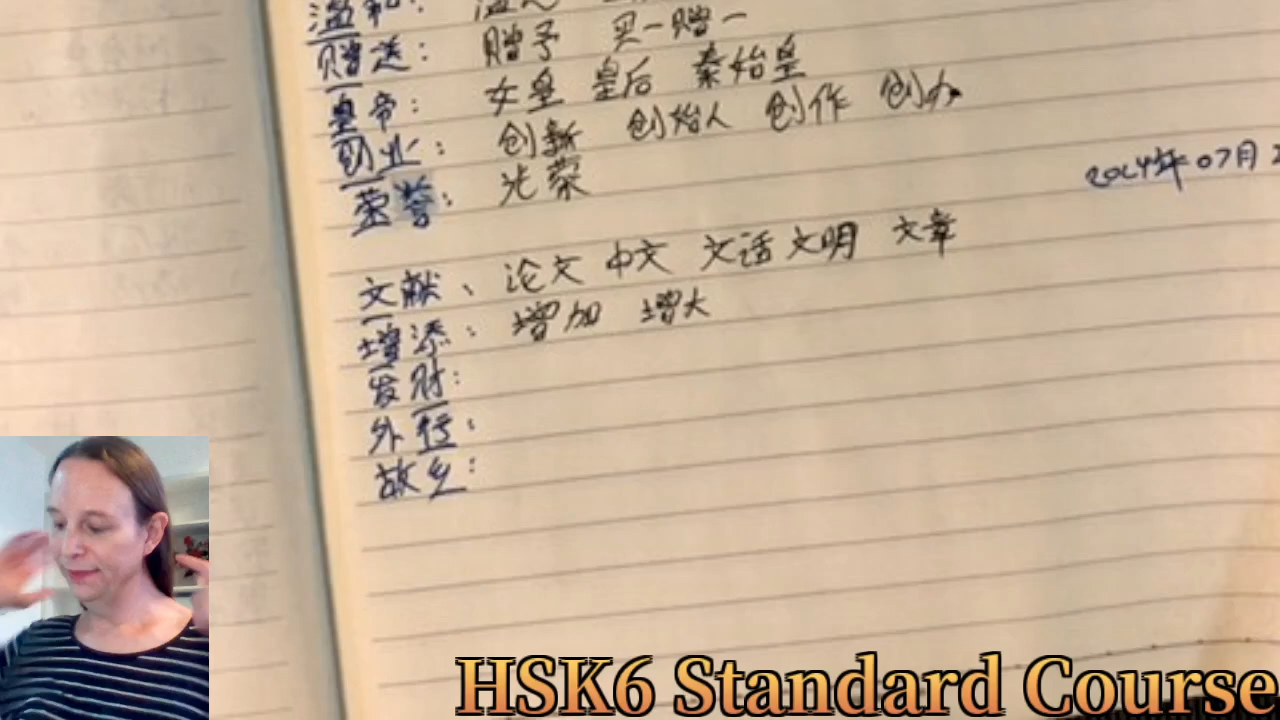 温和： 温
赠送： 赠予 买一赠一
皇帝： 女皇 皇后 秦始皇
创业： 创新 创始人 创作 创办
荣誉： 光荣
2024年07月
文献、 论文 中文 文话 文明 文章
增添： 增加 增大
发财：
外行：
故乡：
HSK6 Standard Course